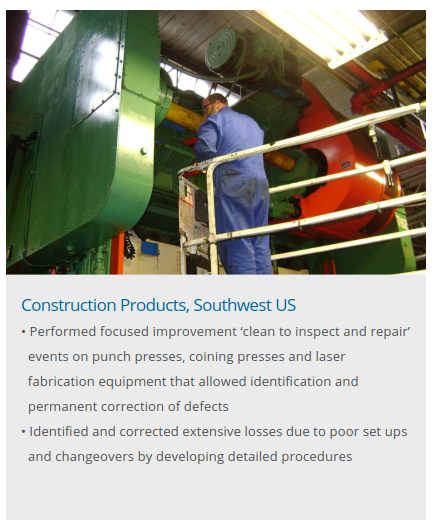 Construction Products, Southwest US
• Performed focused improvement ‘clean to inspect and repair’
events on punch presses, coining presses and laser
fabrication equipment that allowed identification and
permanent correction of defects
• Identified and corrected extensive losses due to poor set ups
and changeovers by developing detailed procedures